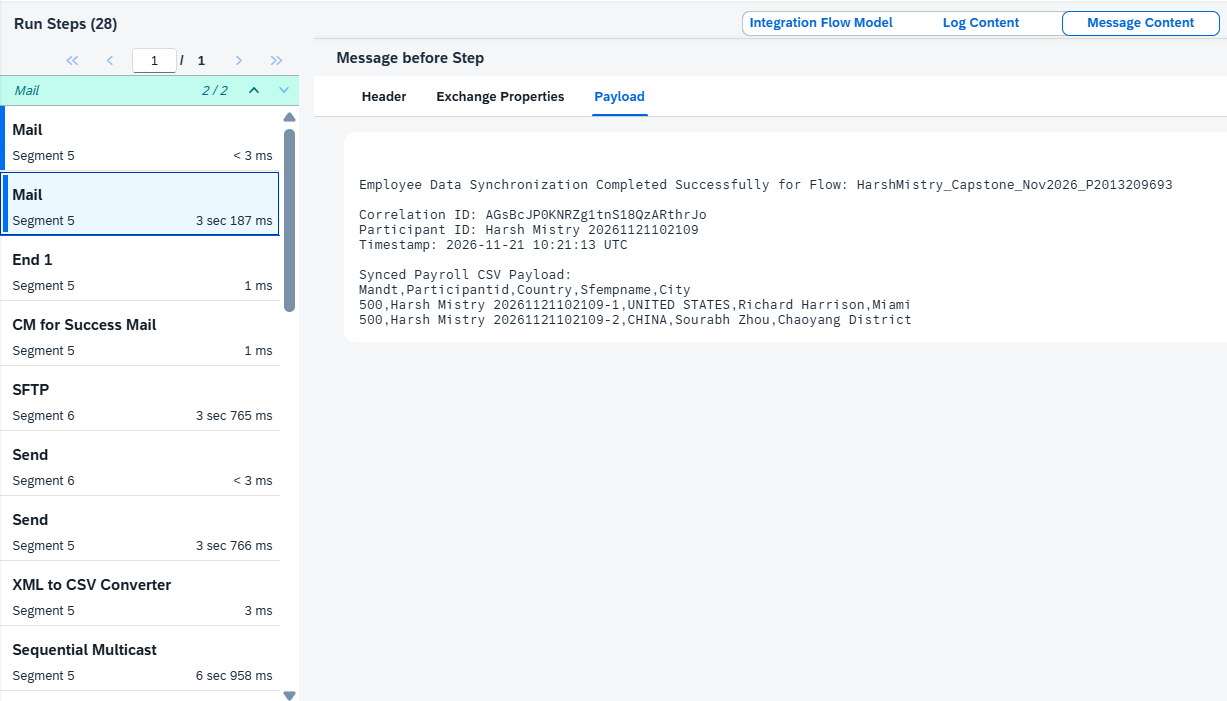 Run Steps (28)
Integration Flow Model
Log Content
Message Content
1 / 1
Message before Step
Mail
2 / 2
Header
Exchange Properties
Payload
Mail
Segment 5
< 3 ms
Mail
Segment 5
3 sec 187 ms
End 1
Segment 5
1 ms
CM for Success Mail
Segment 5
1 ms
SFTP
Segment 6
3 sec 765 ms
Send
Segment 6
< 3 ms
Send
Segment 5
3 sec 766 ms
XML to CSV Converter
Segment 5
3 ms
Sequential Multicast
Segment 5
6 sec 958 ms
Employee Data Synchronization Completed Successfully for Flow: HarshMistry_Capstone_Nov2026_P2013209693
Correlation ID: AGsBcJP0KNRZg1tnS18QzARthrJo
Participant ID: Harsh Mistry 20261121102109
Timestamp: 2026-11-21 10:21:13 UTC
Synced Payroll CSV Payload:
Mandt,Participantid,Country,Sfempname,City
500,Harsh Mistry 20261121102109-1,UNITED STATES,Richard Harrison,Miami
500,Harsh Mistry 20261121102109-2,CHINA,Sourabh Zhou,Chaoyang District